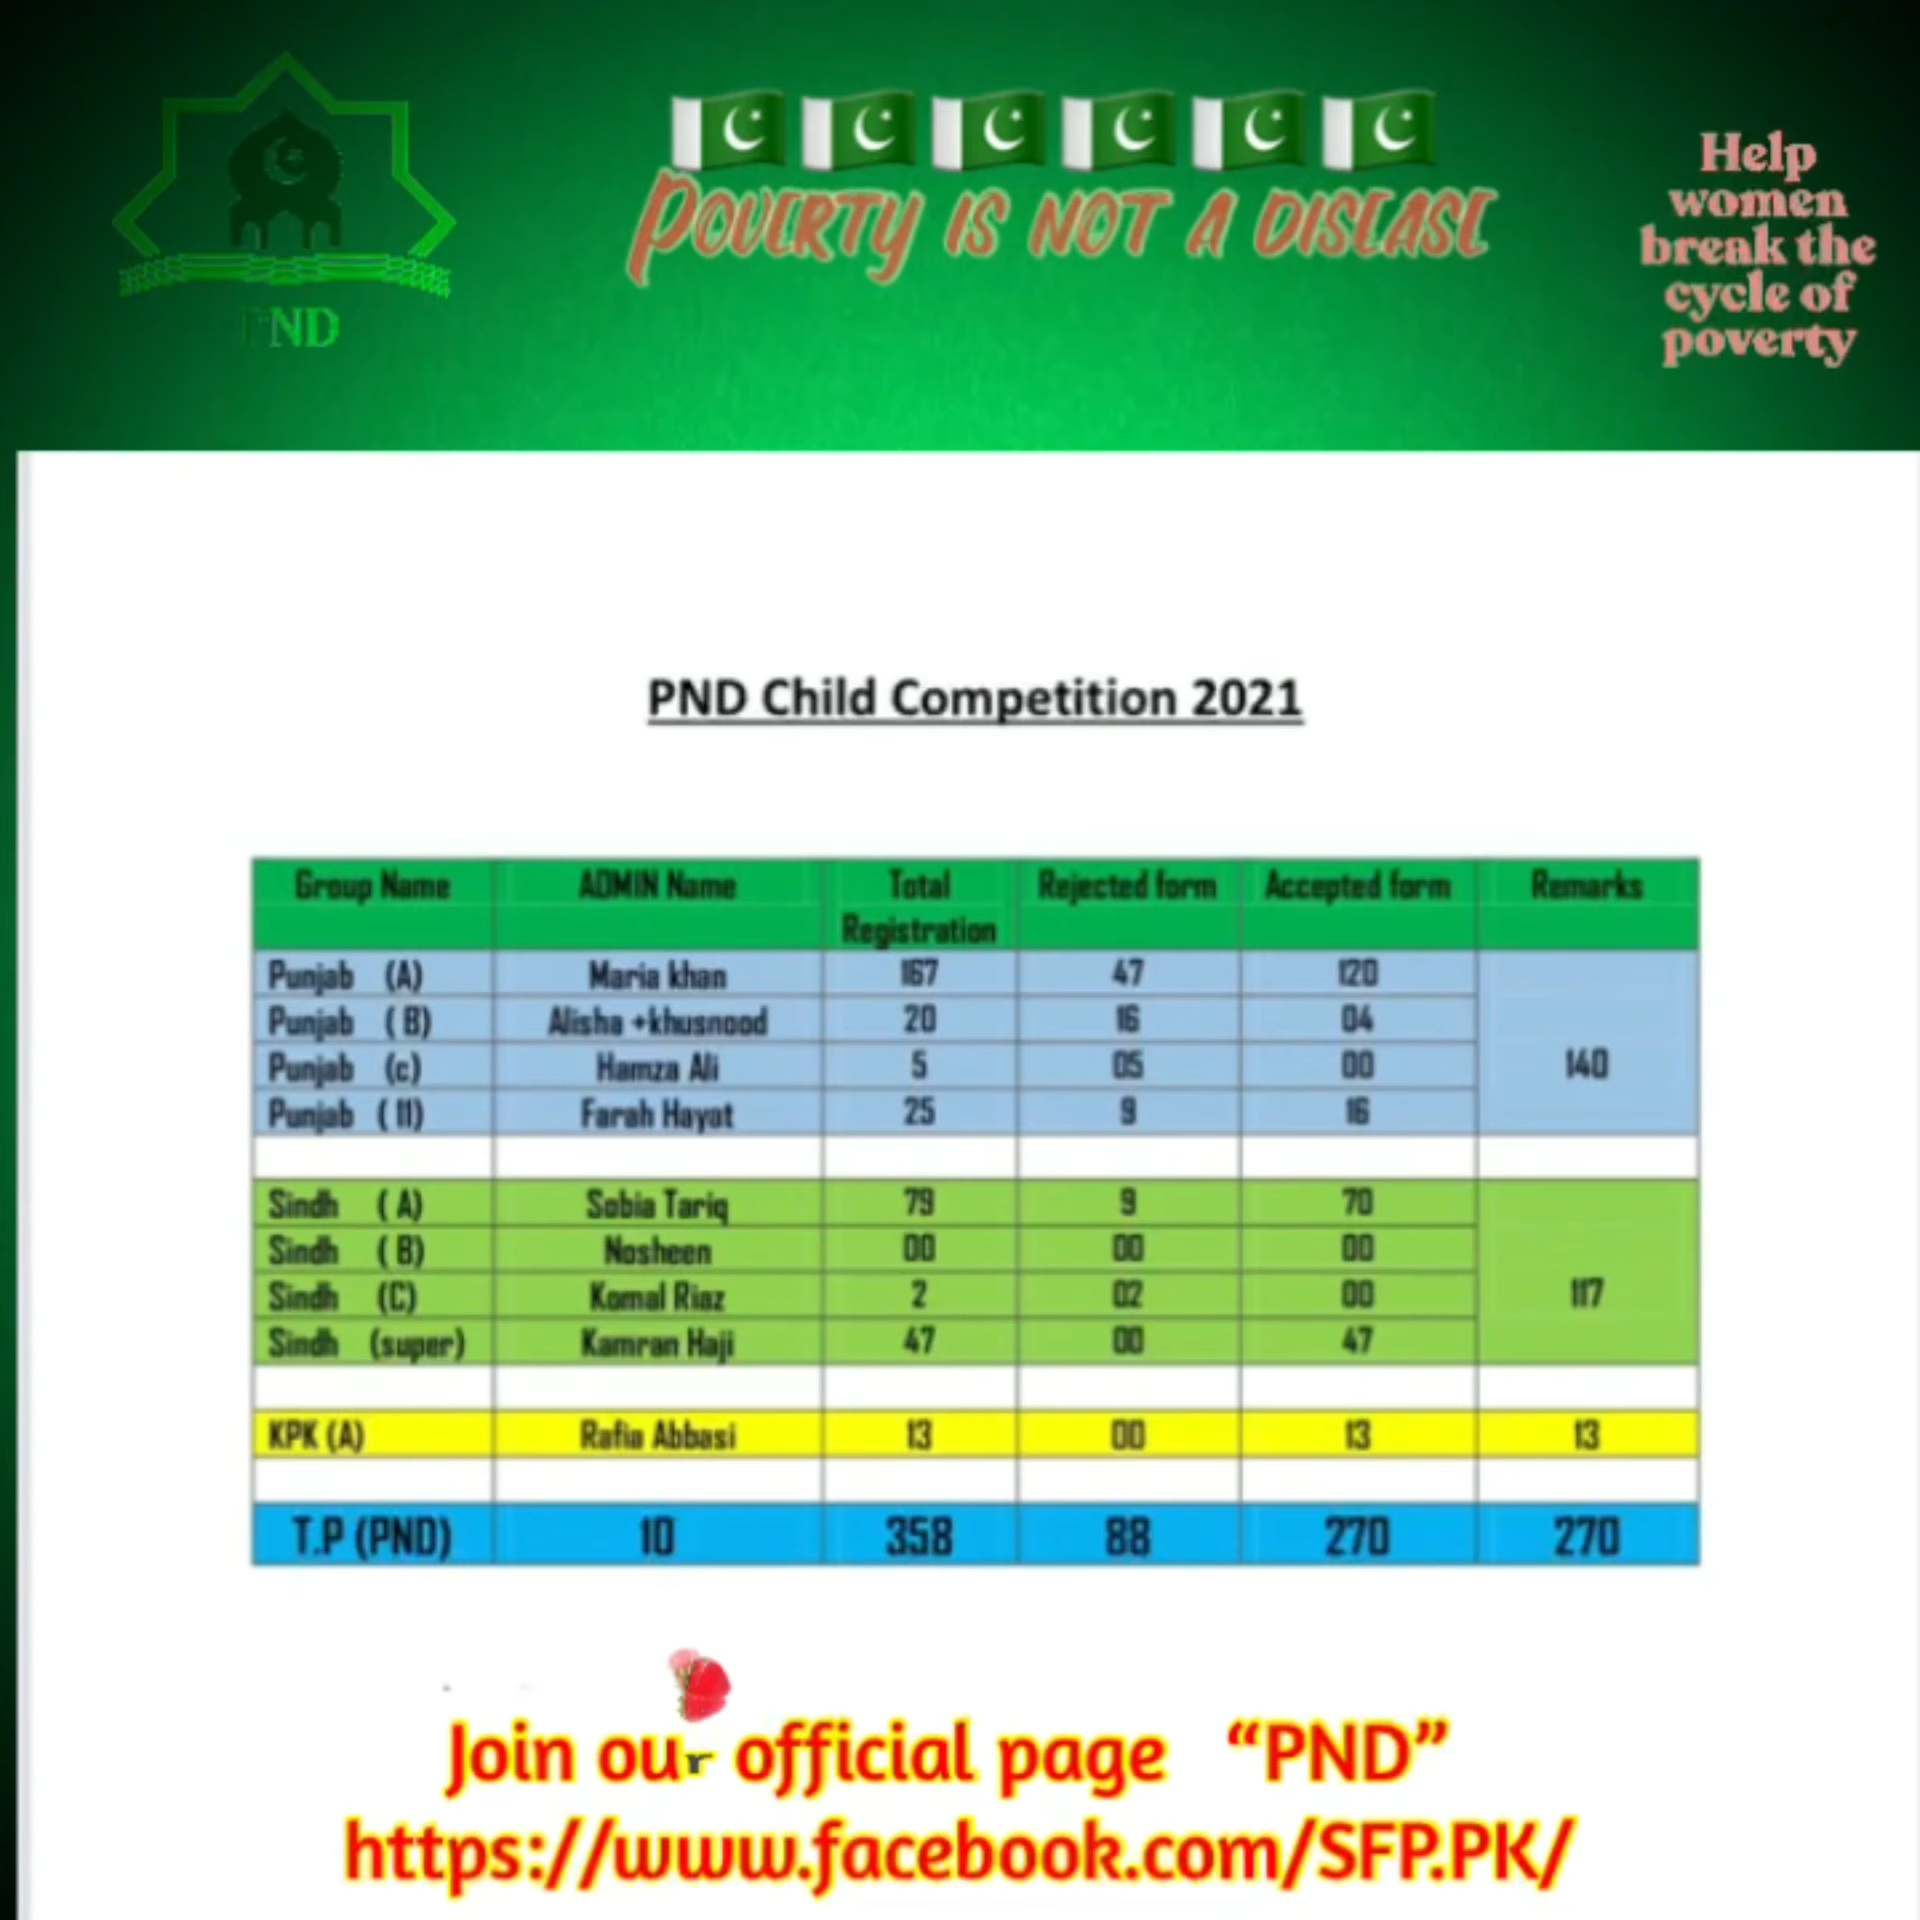 PND
POVERTY IS NOT A DISEASE
Help
women
break the
cycle of
poverty
PND Child Competition 2021
Group Name ADMIN Name Total Registration Rejected form Accepted form Remarks
Punjab (A) Maria khan 167 47 120
Punjab ( B) Alisha +khusnood 20 16 04
Punjab (c) Hamza Ali 5 05 00 140
Punjab ( 11) Farah Hayat 25 9 16
Sindh ( A) Sobia Tariq 79 9 70
Sindh ( B) Nosheen 00 00 00
Sindh (C) Komal Riaz 2 02 00 117
Sindh (super) Kamran Haji 47 00 47
KPK (A) Rafia Abbasi 13 00 13 13
T.P (PND) 10 358 88 270 270
Join our official page “PND”
https://www.facebook.com/SFP.PK/